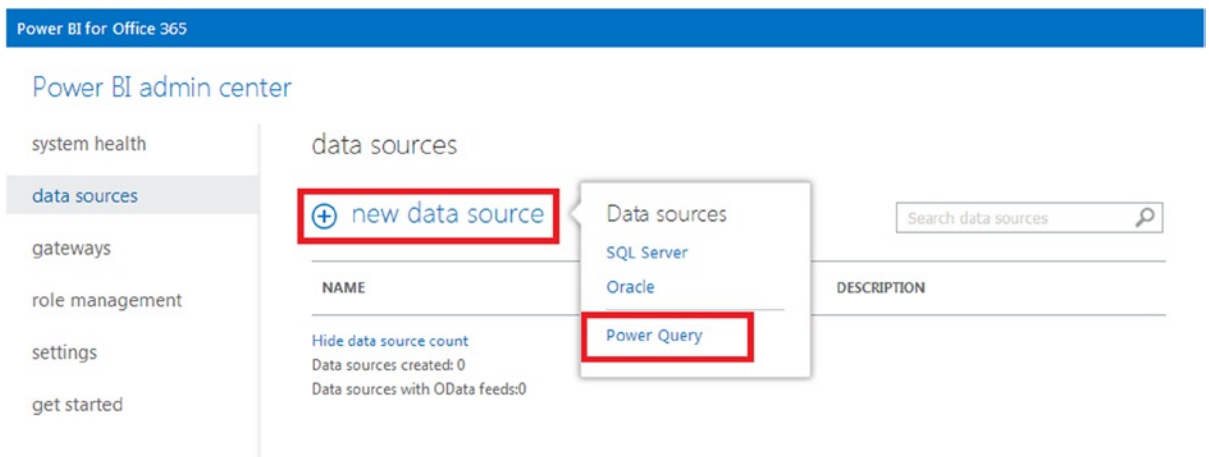 Power BI for Office 365
Power BI admin center
system health
data sources
gateways
role management
settings
get started
data sources
new data source
Search data sources
NAME
DESCRIPTION
Hide data source count
Data sources created: 0
Data sources with OData feeds:0
Data sources
SQL Server
Oracle
Power Query